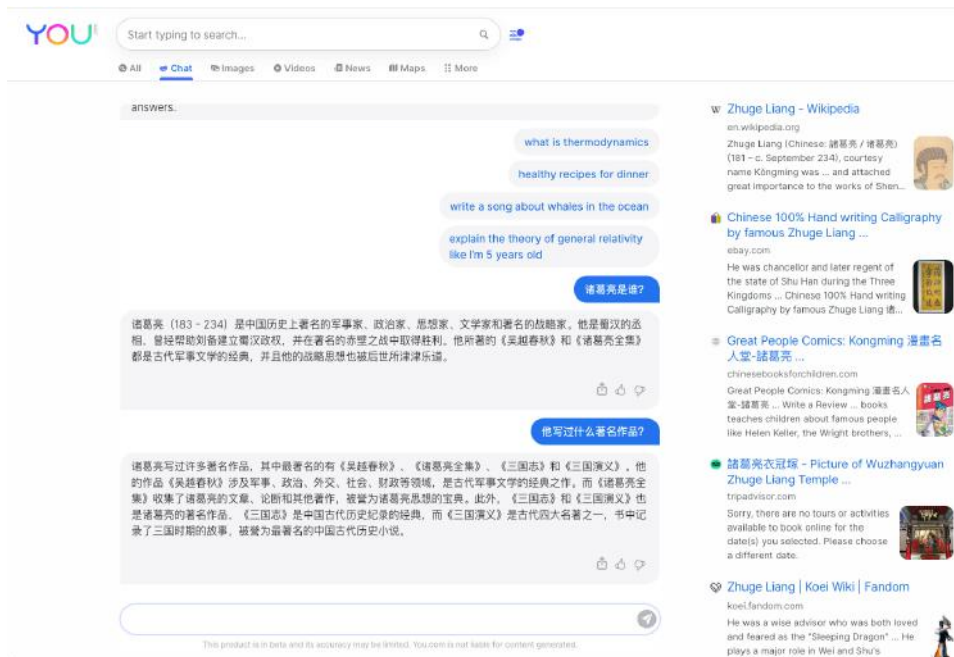 YOU
Start typing to search...
All Chat Images Videos News Maps More
answers.
what is thermodynamics
healthy recipes for dinner
write a song about whales in the ocean
explain the theory of general relativity
like I'm 5 years old
诸葛亮是谁?
诸葛亮（183 - 234）是中国历史上著名的军事家、政治家、思想家、文学家和著名的战略家。他是蜀汉的丞
相，曾经帮助刘备建立蜀汉政权，并在著名的赤壁之战中取得胜利。他所著的《吴越春秋》和《诸葛亮全集》
都是古代军事文学的经典，并且他的战略思想也被后世所津津乐道。
他写过什么著名作品?
诸葛亮写过许多著名作品，其中最著名的有《吴越春秋》、《诸葛亮全集》、《三国志》和《三国演义》。他
的作品《吴越春秋》涉及军事、政治、外交、社会、财政等领域，是古代军事文学的经典之作。而《诸葛亮全
集》收集了诸葛亮的文章、论断和其他著作，被誉为诸葛亮思想的宝典。此外，《三国志》和《三国演义》也
是诸葛亮的著名作品，《三国志》是中国古代历史纪录的经典，而《三国演义》是古代四大名著之一，书中记
录了三国时期的故事，被誉为最著名的中国古代历史小说。
This product is in beta and its accuracy may be limited. You.com is not liable for content generated.
W Zhuge Liang - Wikipedia
en.wikipedia.org
Zhuge Liang (Chinese: 諸葛亮 / 诸葛亮)
(181 – c. September 234), courtesy
name Kǒngming was ... and attached
great importance to the works of Shen...
Chinese 100% Hand writing Calligraphy
by famous Zhuge Liang ...
ebay.com
He was chancellor and later regent of
the state of Shu Han during the Three
Kingdoms ... Chinese 100% Hand writing
Calligraphy by famous Zhuge Liang 诸...
Great People Comics: Kongming 漫畫名
人堂-諸葛亮 ...
chinesebooksforchildren.com
Great People Comics: Kongming 漫畫名人
堂-諸葛亮 ... Write a Review ... books
teaches children about famous people
like Helen Keller, the Wright brothers, ...
諸葛亮衣冠塚 - Picture of Wuzhangyuan
Zhuge Liang Temple ...
tripadvisor.com
Sorry, there are no tours or activities
available to book online for the
date(s) you selected. Please choose
a different date.
Zhuge Liang | Koei Wiki | Fandom
koei.fandom.com
He was a wise advisor who was both loved
and feared as the "Sleeping Dragon" ... He
plays a major role in Wei and Shu's